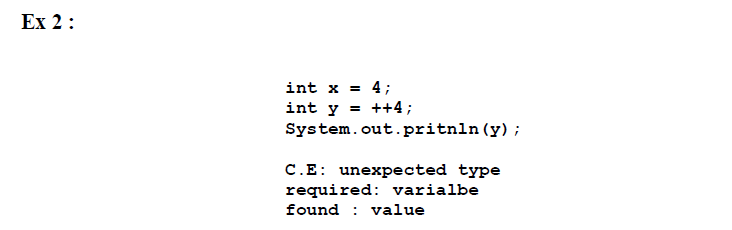 Ex 2 :
int x = 4;
int y = ++4;
System.out.pritnln(y);
C.E: unexpected type
required: varialbe
found : value